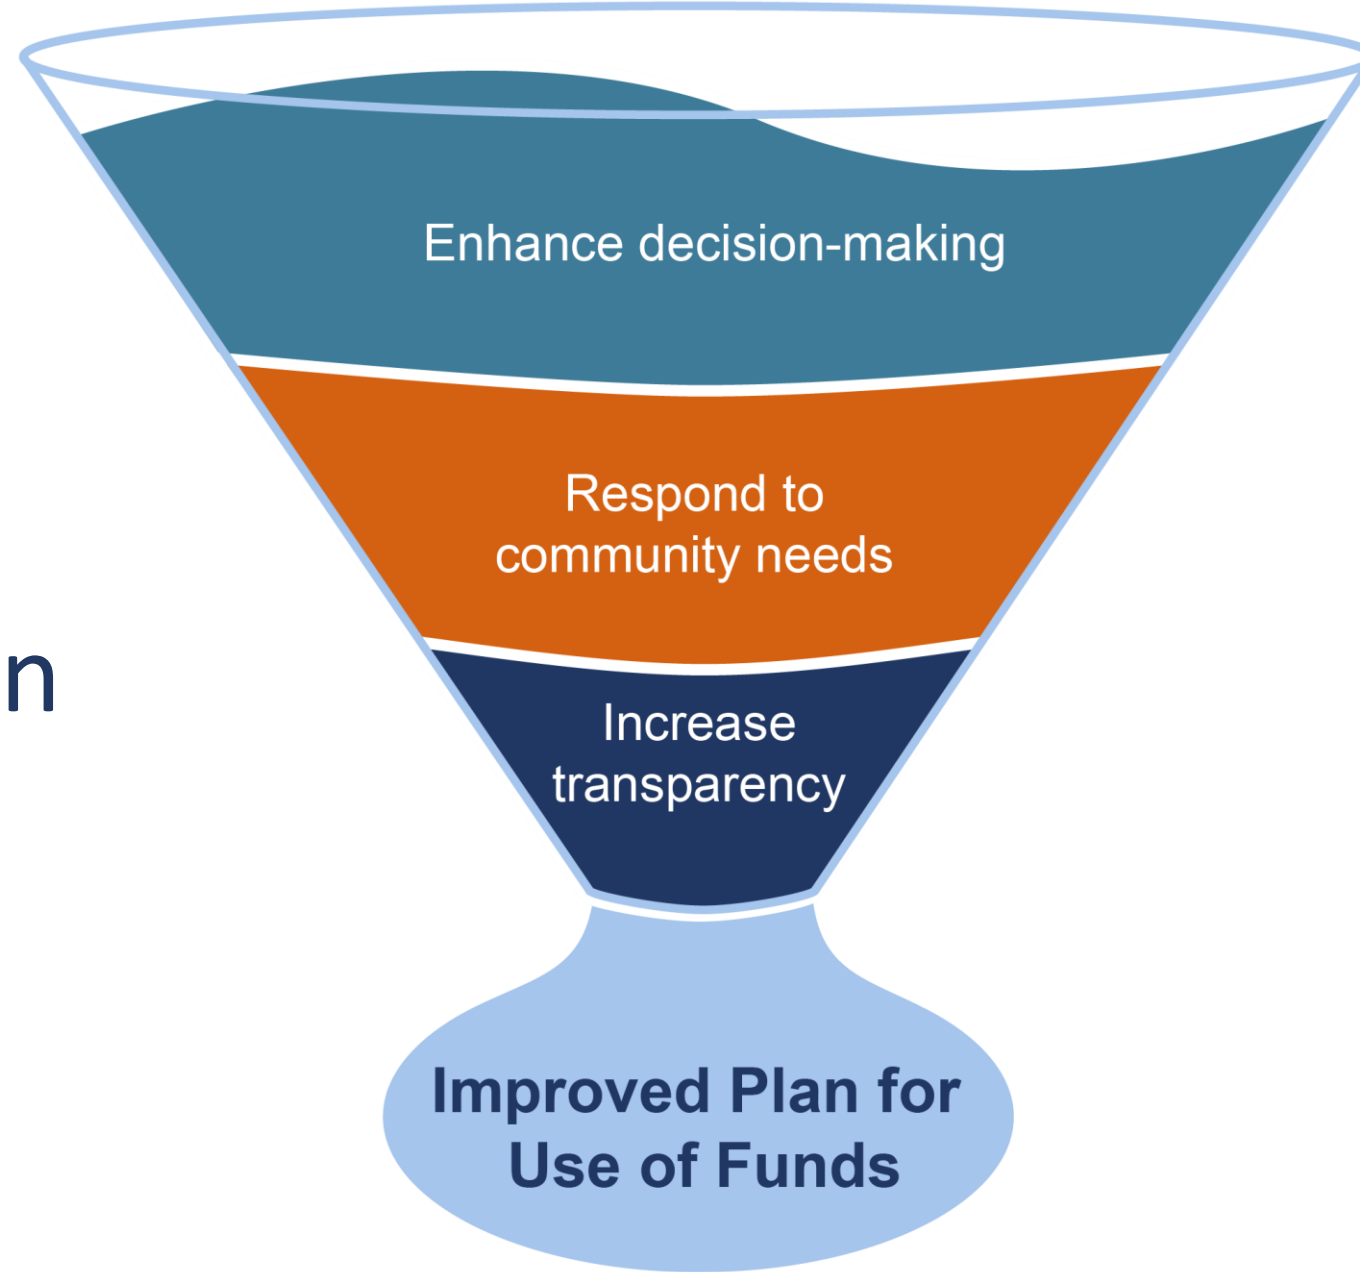 Enhance decision-making
Respond to
community needs
n
Increase
transparency
Improved Plan for
Use of Funds